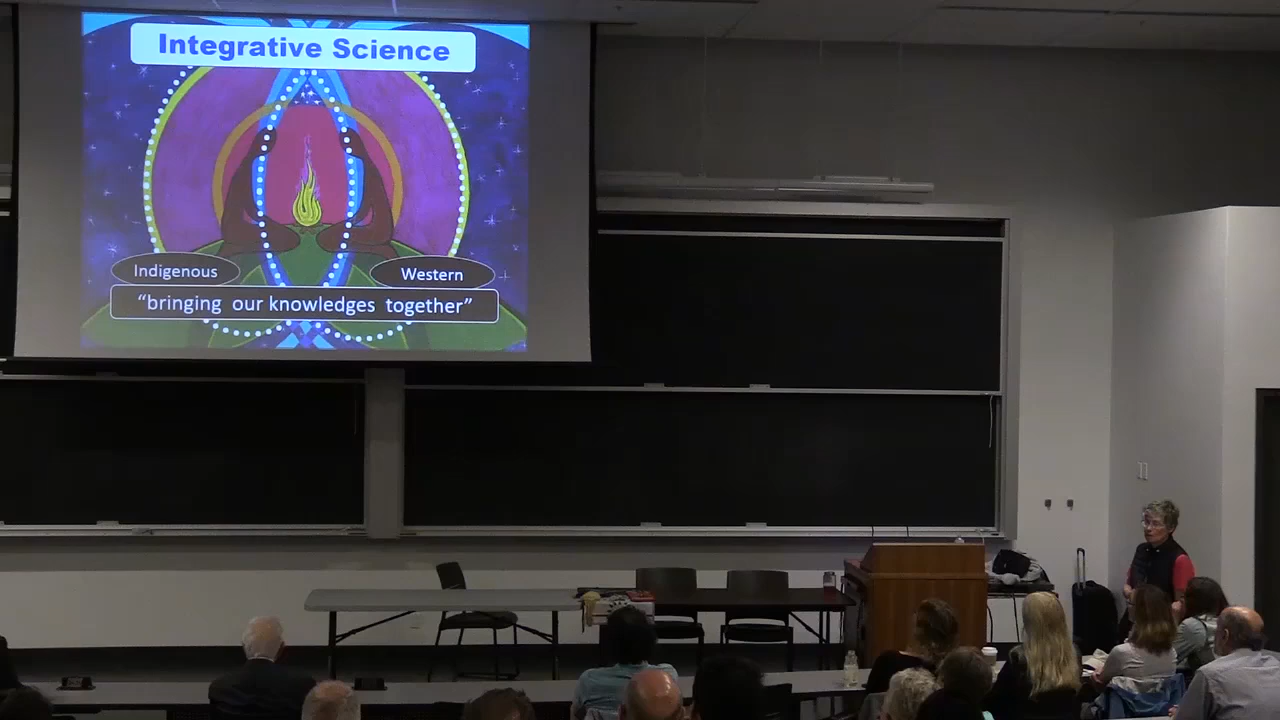 Integrative Science
Indigenous
Western
“bringing our knowledges together”